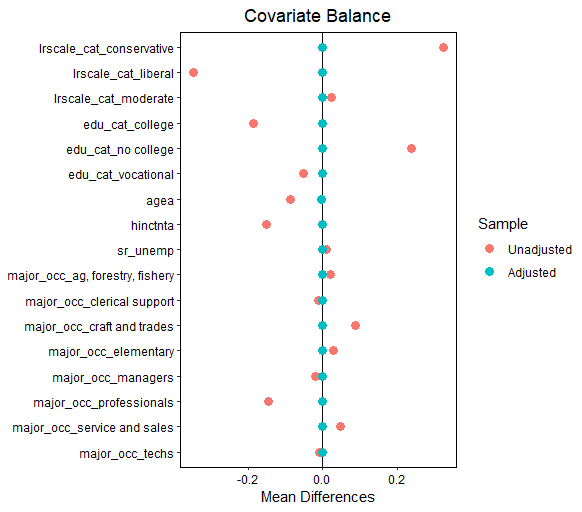 Covariate Balance
lrscale_cat_conservative
lrscale_cat_liberal
lrscale_cat_moderate
edu_cat_college
edu_cat_no college
edu_cat_vocational
agea
hinctnta
sr_unemp
major_occ_ag, forestry, fishery
major_occ_clerical support
major_occ_craft and trades
major_occ_elementary
major_occ_managers
major_occ_professionals
major_occ_service and sales
major_occ_techs
-0.2 0.0 0.2
Mean Differences
Sample
Unadjusted
Adjusted